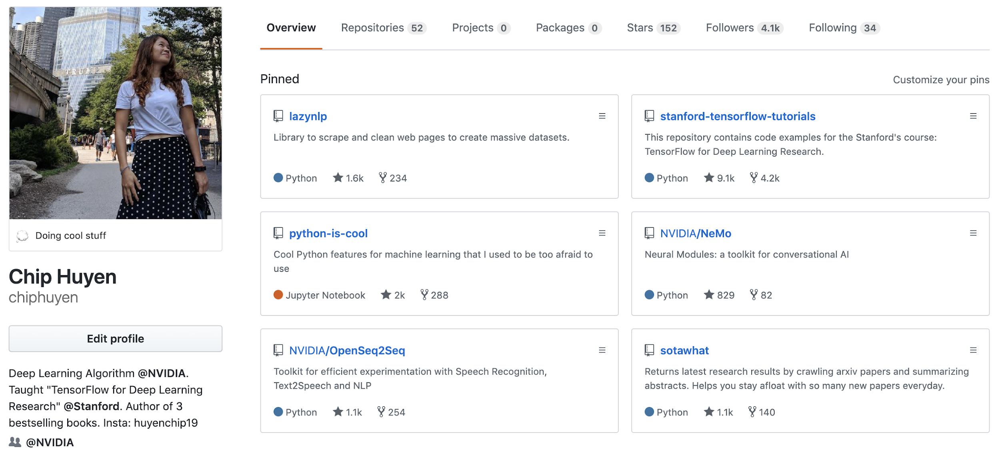 TRUMP
Doing cool stuff
Chip Huyen
chiphuyen
Edit profile
Deep Learning Algorithm @NVIDIA.
Taught "TensorFlow for Deep Learning
Research" @Stanford. Author of 3
bestselling books. Insta: huyenchip19
@NVIDIA
Overview Repositories 52 Projects 0 Packages 0 Stars 152 Followers 4.1k Following 34
Pinned
Customize your pins
lazynlp
Library to scrape and clean web pages to create massive datasets.
Python 1.6k 234
stanford-tensorflow-tutorials
This repository contains code examples for the Stanford's course:
TensorFlow for Deep Learning Research.
Python 9.1k 4.2k
python-is-cool
Cool Python features for machine learning that I used to be too afraid to
use
Jupyter Notebook 2k 288
NVIDIA/NeMo
Neural Modules: a toolkit for conversational AI
Python 829 82
NVIDIA/OpenSeq2Seq
Toolkit for efficient experimentation with Speech Recognition,
Text2Speech and NLP
Python 1.1k 254
sotawhat
Returns latest research results by crawling arxiv papers and summarizing
abstracts. Helps you stay afloat with so many new papers everyday.
Python 1.1k 140